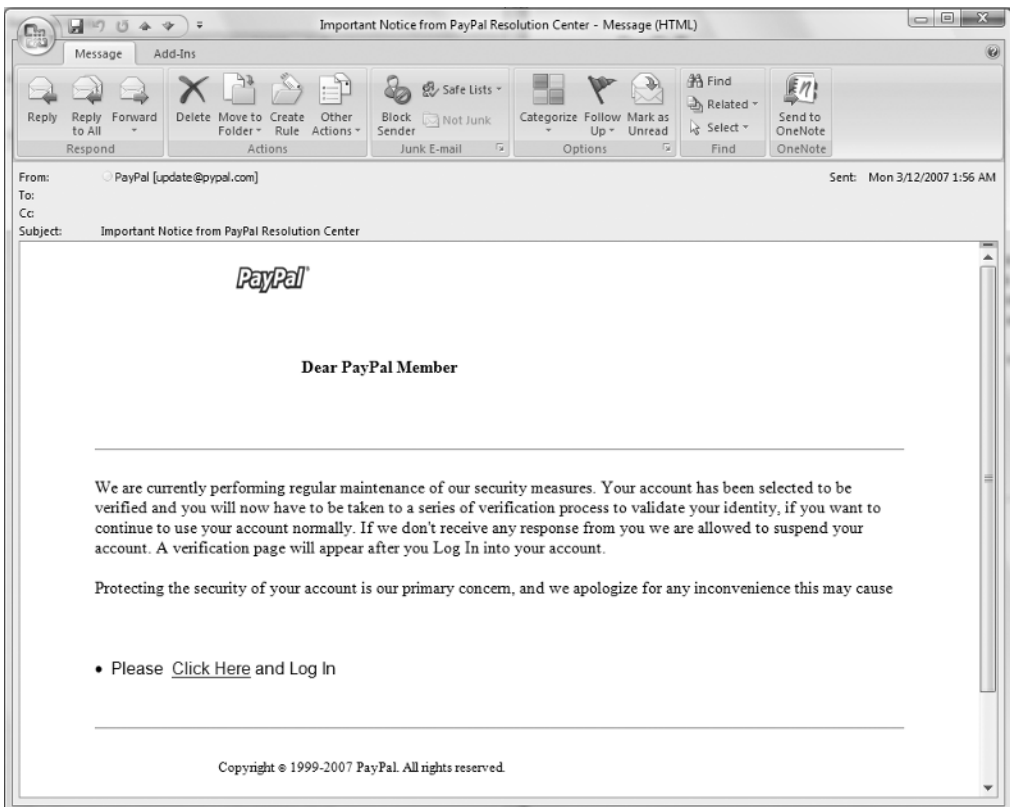 Important Notice from PayPal Resolution Center - Message (HTML)
Message Add-Ins
Reply Reply to All Forward Delete Move to Folder Create Rule Other Actions Block Sender Safe Lists Not Junk Categorize Follow Up Mark as Unread Find Related Select Send to OneNote
Respond Actions Junk E-mail Options Find OneNote
From: PayPal [update@pypal.com] Sent: Mon 3/12/2007 1:56 AM
To:
Cc:
Subject: Important Notice from PayPal Resolution Center
PayPal®
Dear PayPal Member
We are currently performing regular maintenance of our security measures. Your account has been selected to be
verified and you will now have to be taken to a series of verification process to validate your identity, if you want to
continue to use your account normally. If we don't receive any response from you we are allowed to suspend your
account. A verification page will appear after you Log In into your account.
Protecting the security of your account is our primary concern, and we apologize for any inconvenience this may cause
• Please Click Here and Log In
Copyright © 1999-2007 PayPal. All rights reserved.